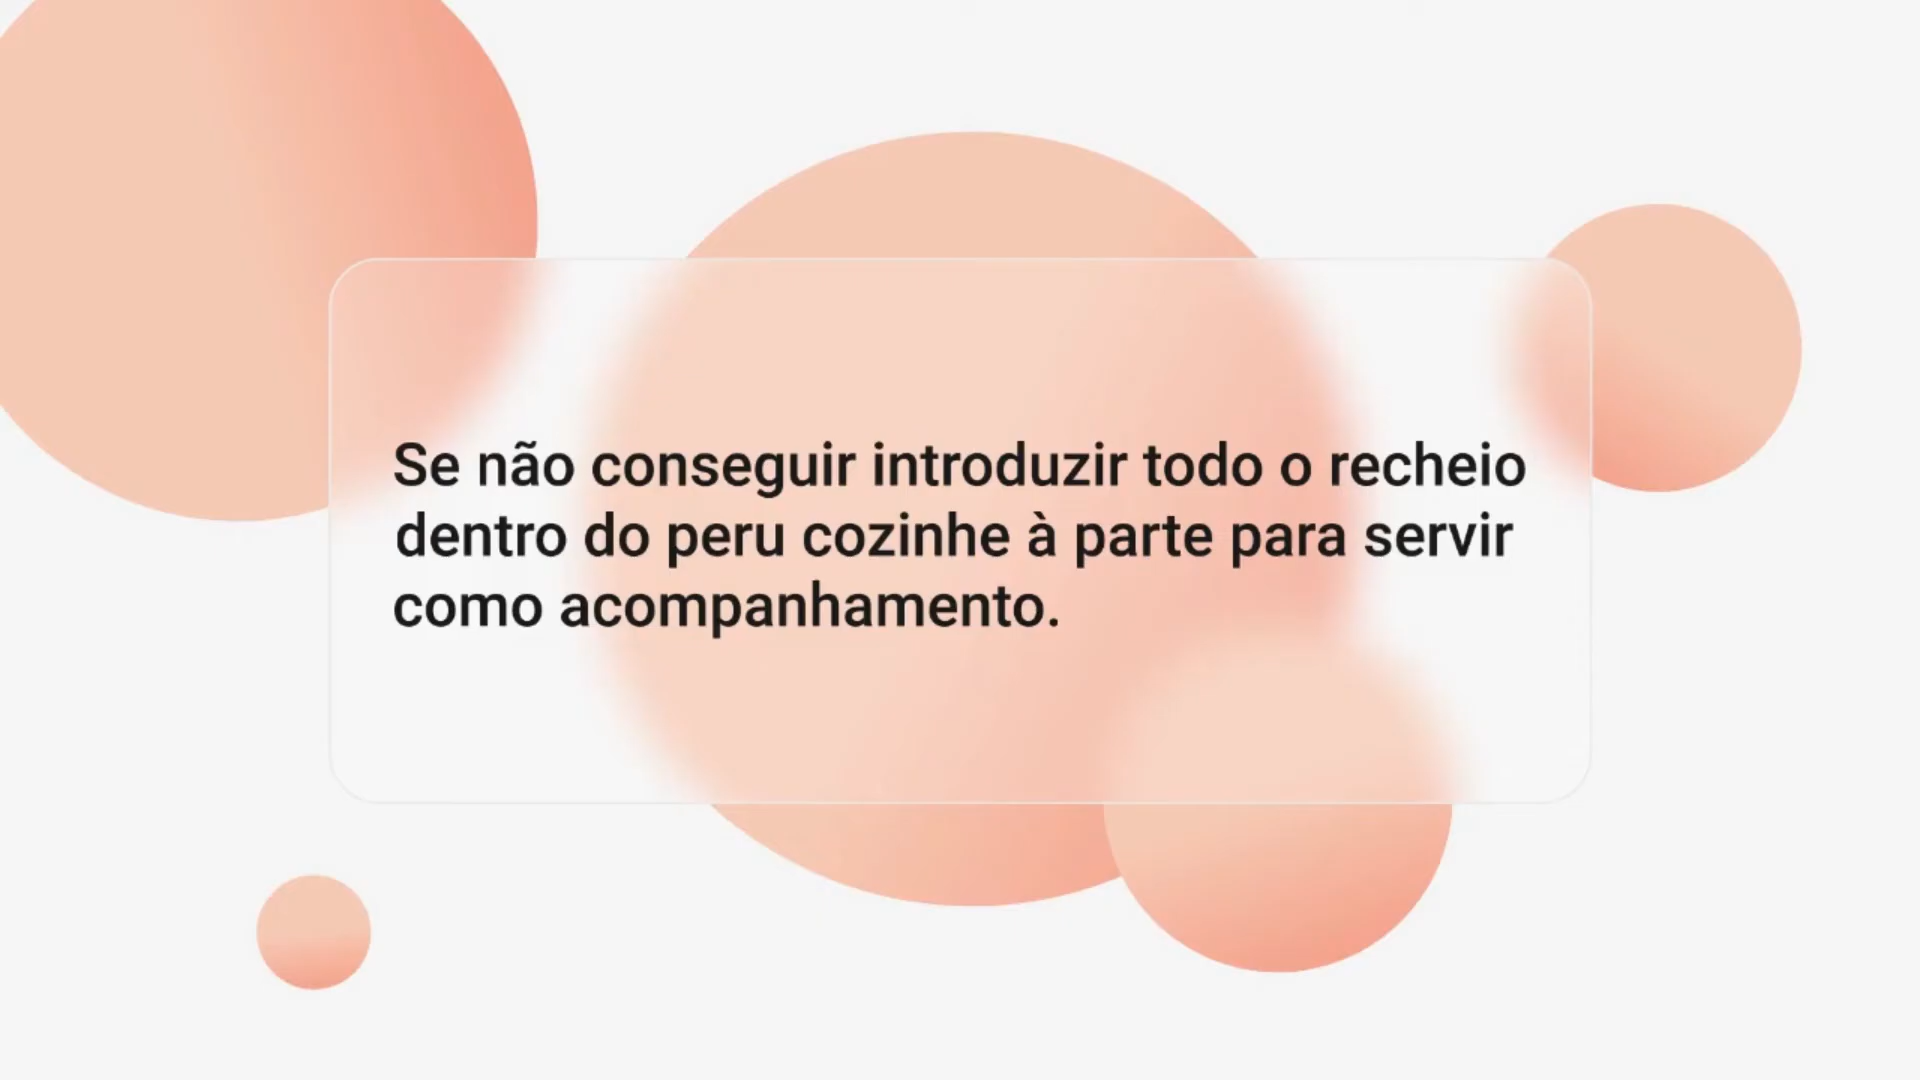 Se não conseguir introduzir todo o recheio
dentro do peru cozinhe à parte para servir
como acompanhamento.